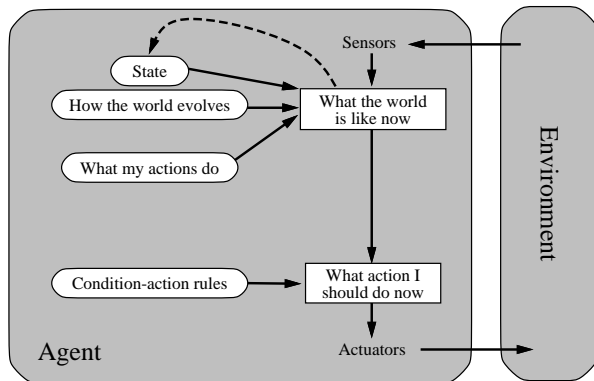 Sensors
State
How the world evolves
What the world
is like now
What my actions do
Condition-action rules
What action I
should do now
Agent
Actuators
Environment